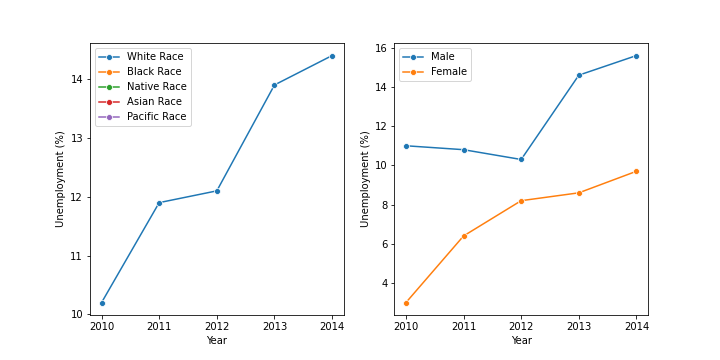 White Race
Black Race
Native Race
Asian Race
Pacific Race
14
13
12
11
10
Unemployment (%)
2010 2011 2012 2013 2014
Year
Male
Female
16
14
12
10
8
6
4
Unemployment (%)
2010 2011 2012 2013 2014
Year